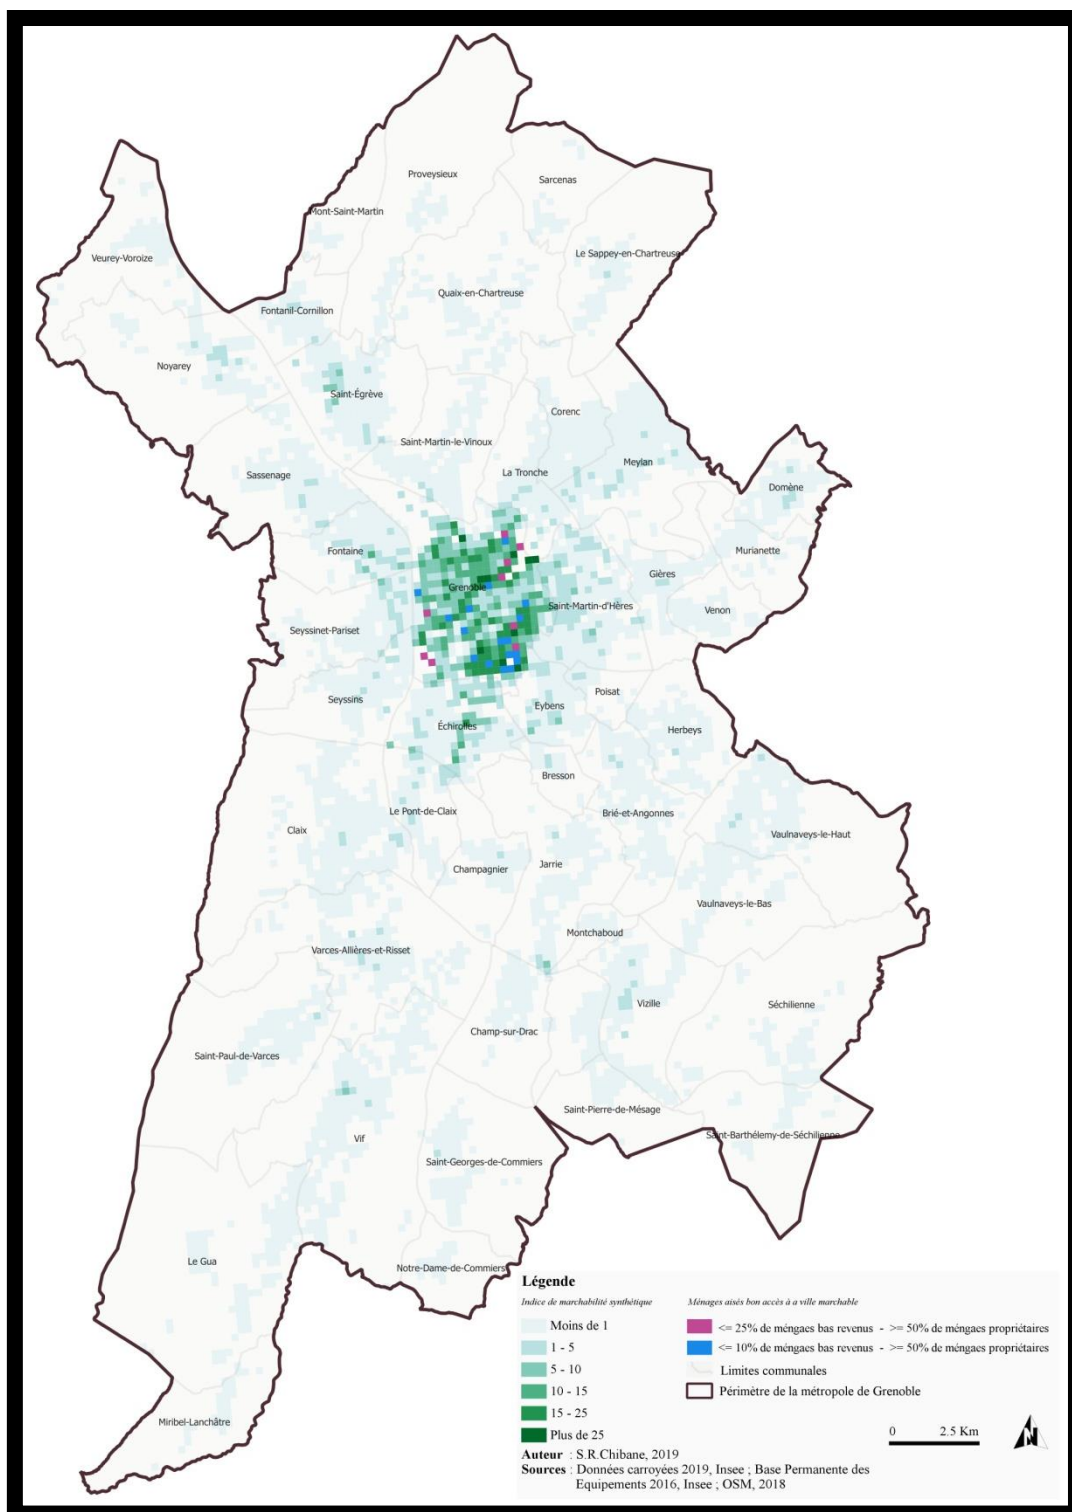 Proveysieux
Sarcenas
Mont-Saint-Martin
Veurey-Voroize
Le Sappey-en-Chartreuse
Quaix-en-Chartreuse
Fontanil-Cornillon
Noyarey
Saint-Égrève
Corenc
Saint-Martin-le-Vinoux
Meylan
La Tronche
Sassenage
Domène
Fontaine
Murianette
Gières
Grenoble
Saint-Martin-d'Hères
Venon
Seyssinet-Pariset
Poisat
Seyssins
Eybens
Échirolles
Herbeys
Bresson
Le Pont-de-Claix
Brié-et-Angonnes
Claix
Vaulnaveys-le-Haut
Champagnier
Jarrie
Vaulnaveys-le-Bas
Montchaboud
Varces-Allières-et-Risset
Vizille
Séchilienne
Champ-sur-Drac
Saint-Paul-de-Varces
Saint-Pierre-de-Mésage
Vif
Saint-Barthélemy-de-Séchilienne
Saint-Georges-de-Commiers
Le Gua
Notre-Dame-de-Commiers
Miribel-Lanchâtre
Légende
Indice de marchabilité synthétique
Moins de 1
1 - 5
5 - 10
10 - 15
15 - 25
Plus de 25
Ménages aisés bon accès à a ville marchable
<= 25% de méngaes bas revenus - >= 50% de méngaes propriétaires
<= 10% de méngaes bas revenus - >= 50% de méngaes propriétaires
Limites communales
Périmètre de la métropole de Grenoble
0 2.5 Km
N
Auteur : S.R.Chibane, 2019
Sources : Données carroyées 2019, Insee ; Base Permanente des
Equipements 2016, Insee ; OSM, 2018